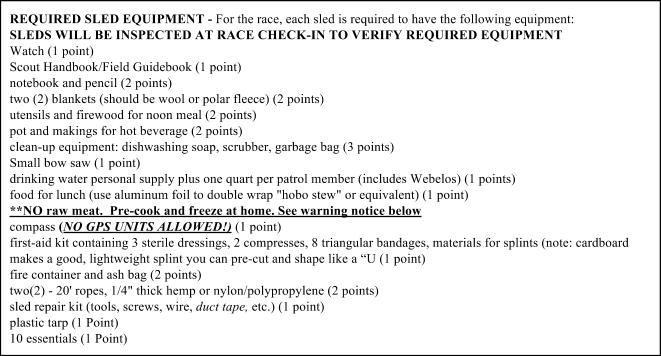 REQUIRED SLED EQUIPMENT - For the race, each sled is required to have the following equipment:
SLEDS WILL BE INSPECTED AT RACE CHECK-IN TO VERIFY REQUIRED EQUIPMENT
Watch (1 point)
Scout Handbook/Field Guidebook (1 point)
notebook and pencil (2 points)
two (2) blankets (should be wool or polar fleece) (2 points)
utensils and firewood for noon meal (2 points)
pot and makings for hot beverage (2 points)
clean-up equipment: dishwashing soap, scrubber, garbage bag (3 points)
Small bow saw (1 point)
drinking water personal supply plus one quart per patrol member (includes Webelos) (1 points)
food for lunch (use aluminum foil to double wrap "hobo stew" or equivalent) (1 point)
**NO raw meat.  Pre-cook and freeze at home. See warning notice below
compass (NO GPS UNITS ALLOWED!) (1 point)
first-aid kit containing 3 sterile dressings, 2 compresses, 8 triangular bandages, materials for splints (note: cardboard
makes a good, lightweight splint you can pre-cut and shape like a “U (1 point)
fire container and ash bag (2 points)
two(2) - 20' ropes, 1/4" thick hemp or nylon/polypropylene (2 points)
sled repair kit (tools, screws, wire, duct tape, etc.) (1 point)
plastic tarp (1 Point)
10 essentials (1 Point)